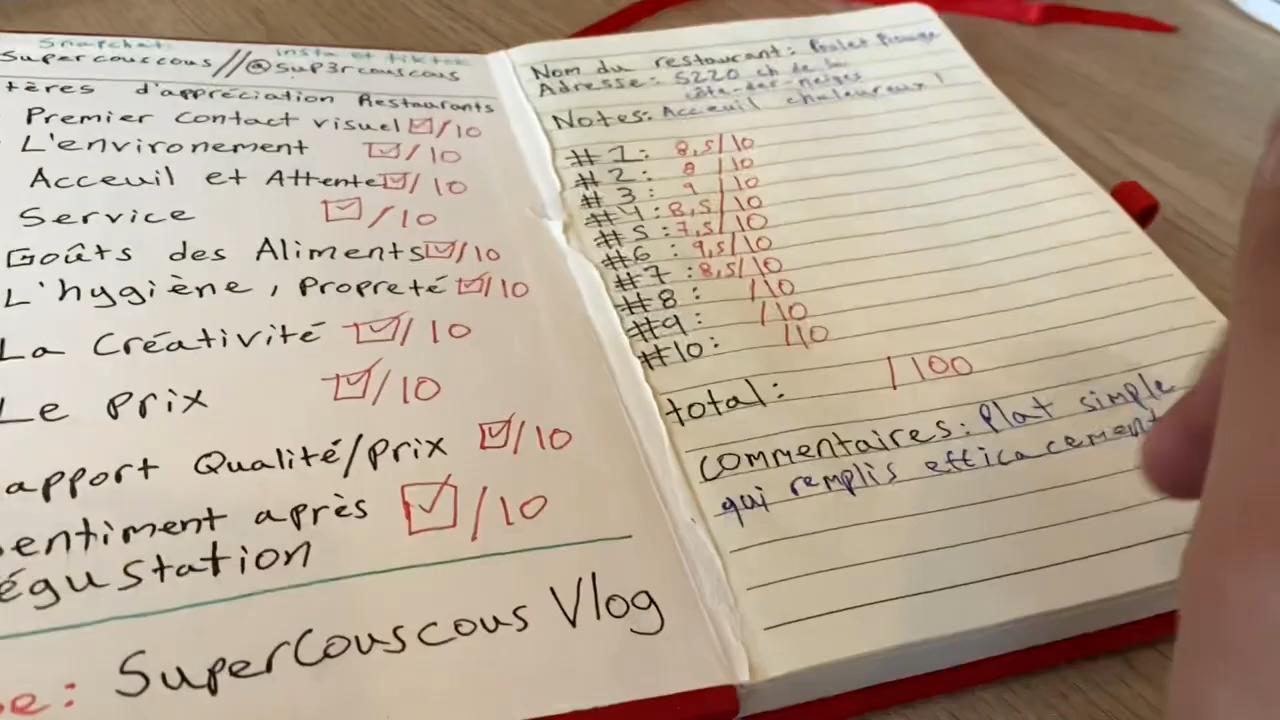 Snapchat: insta et tiktok
Supercouscous//@sup3rcouscous
tères d'appréciation Restaurants
Premier contact visuel /10
L'environement /10
Acceuil et Attente /10
Service /10
Goûts des Aliments /10
L'hygiène, Propreté /10
La Créativité /10
Le Prix /10
apport Qualité/prix /10
entiment après /10
égustation
e: SuperCouscous Vlog
Nom du restaurant: Poulet
Adresse: 5220 ch de la
côte-des-neiges
Notes: Acceuil chaleureux!
#1: 8,5/10
#2: 8/10
#3: 9/10
#4: 8,5/10
#5: 7,5/10
#6: 9,5/10
#7: 8,5/10
#8: /10
#9: /10
#10: /10
total: /100
commentaires: Plat simple
qui remplis efficacement